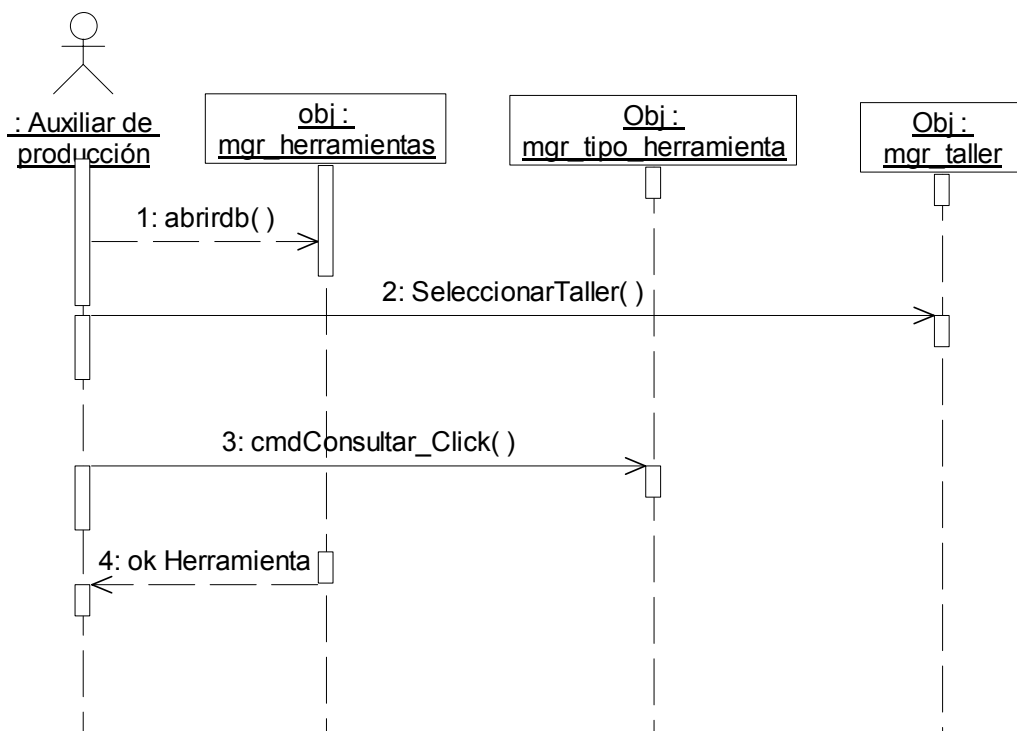 : Auxiliar de
producción
obj :
mgr_herramientas
Obj :
mgr_tipo_herramienta
Obj :
mgr_taller
1: abrirdb( )
2: SeleccionarTaller( )
3: cmdConsultar_Click( )
4: ok Herramienta